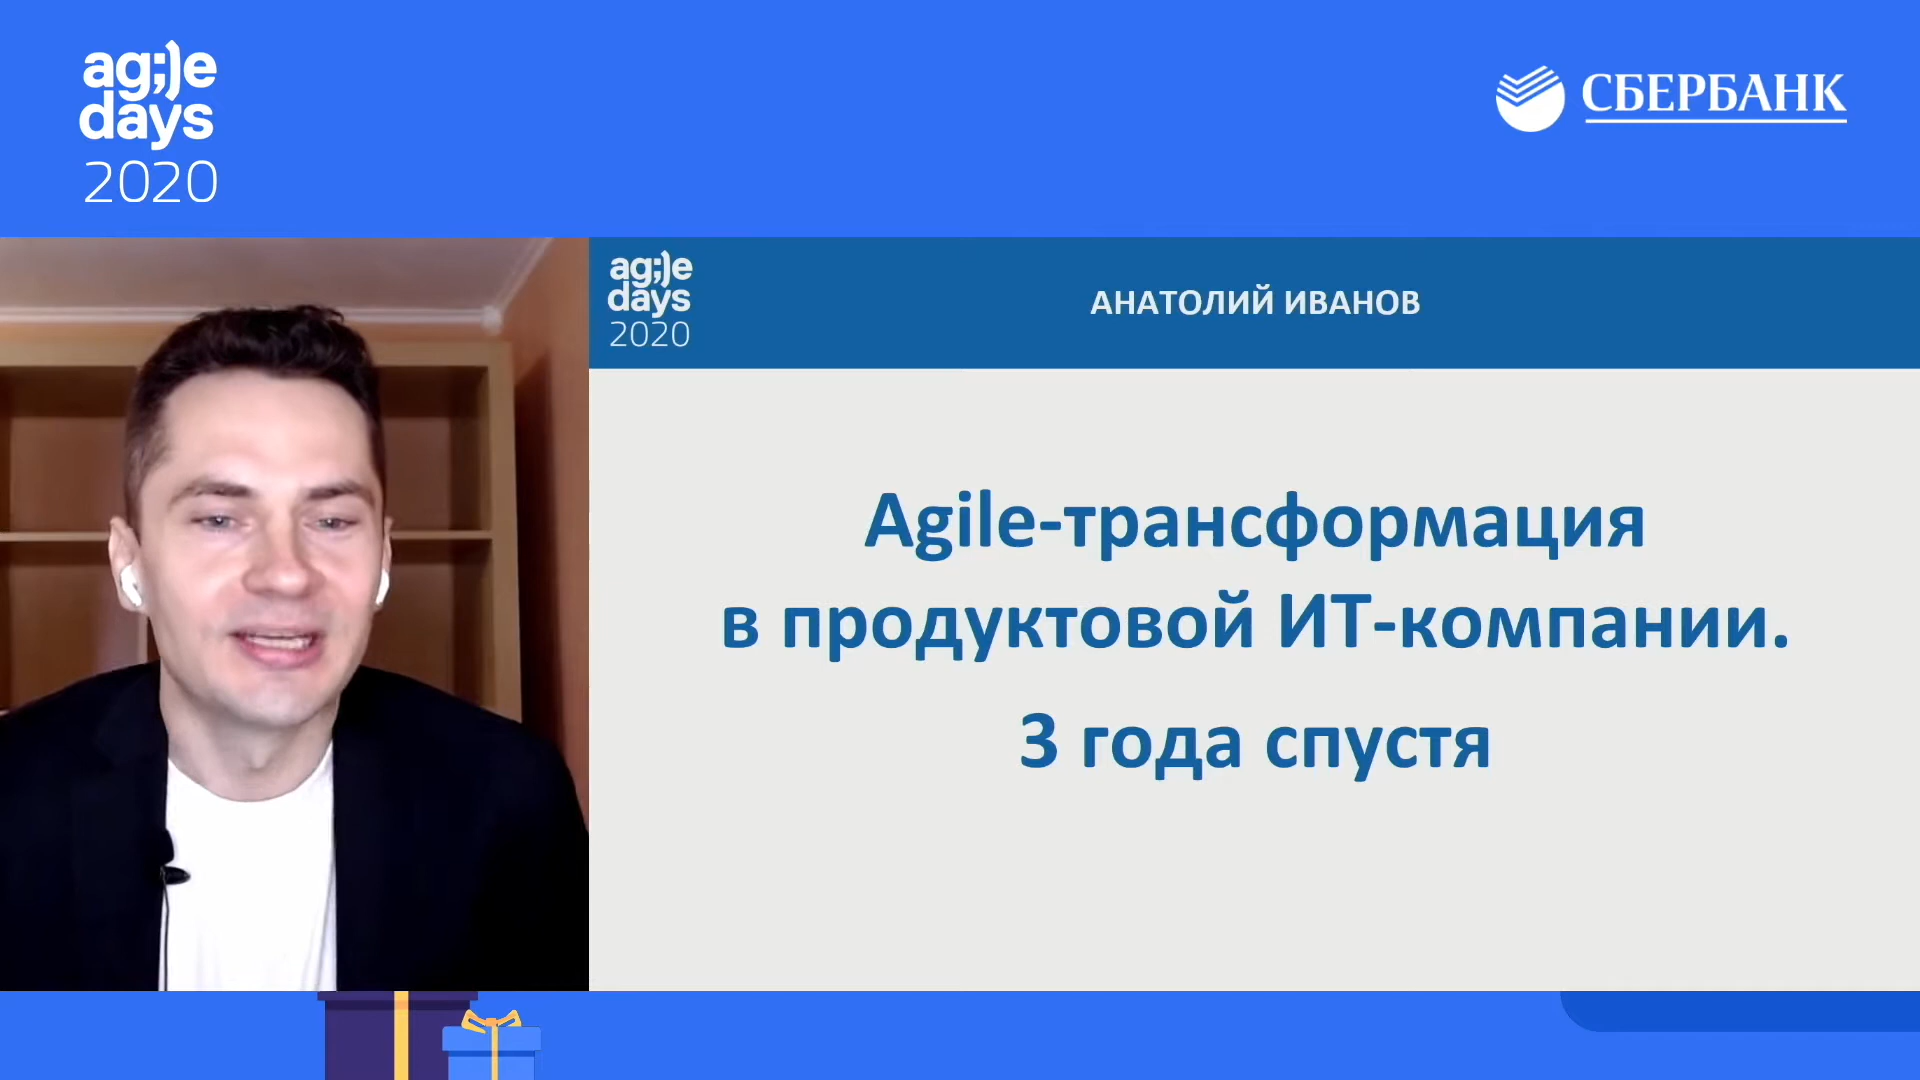 ag;)e
days
2020
СБЕРБАНК
ag;)e
days
2020
АНАТОЛИЙ ИВАНОВ
Agile-трансформация
в продуктовой ИТ-компании.
3 года спустя